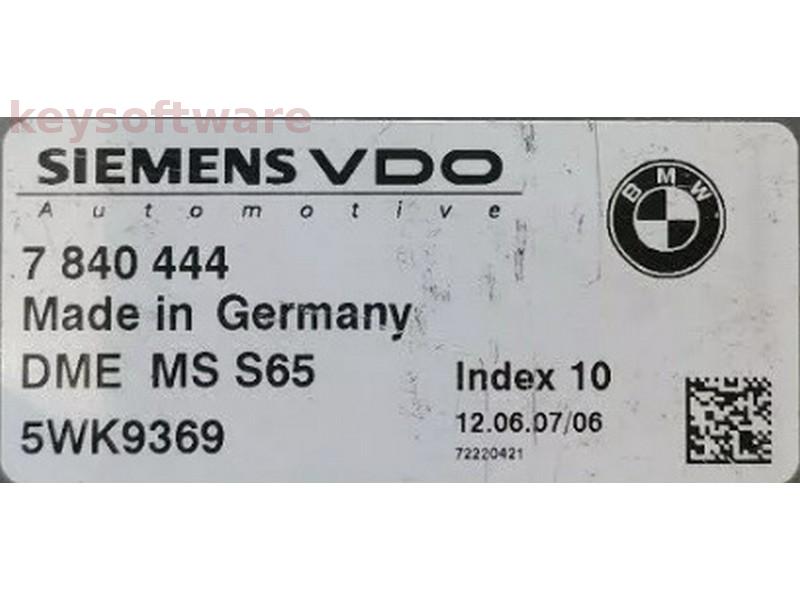 keysoftware
SIEMENS VDO
Automotive
BMW
7 840 444
Made in Germany
DME MS S65
Index 10
5WK9369
12.06.07/06
72220421